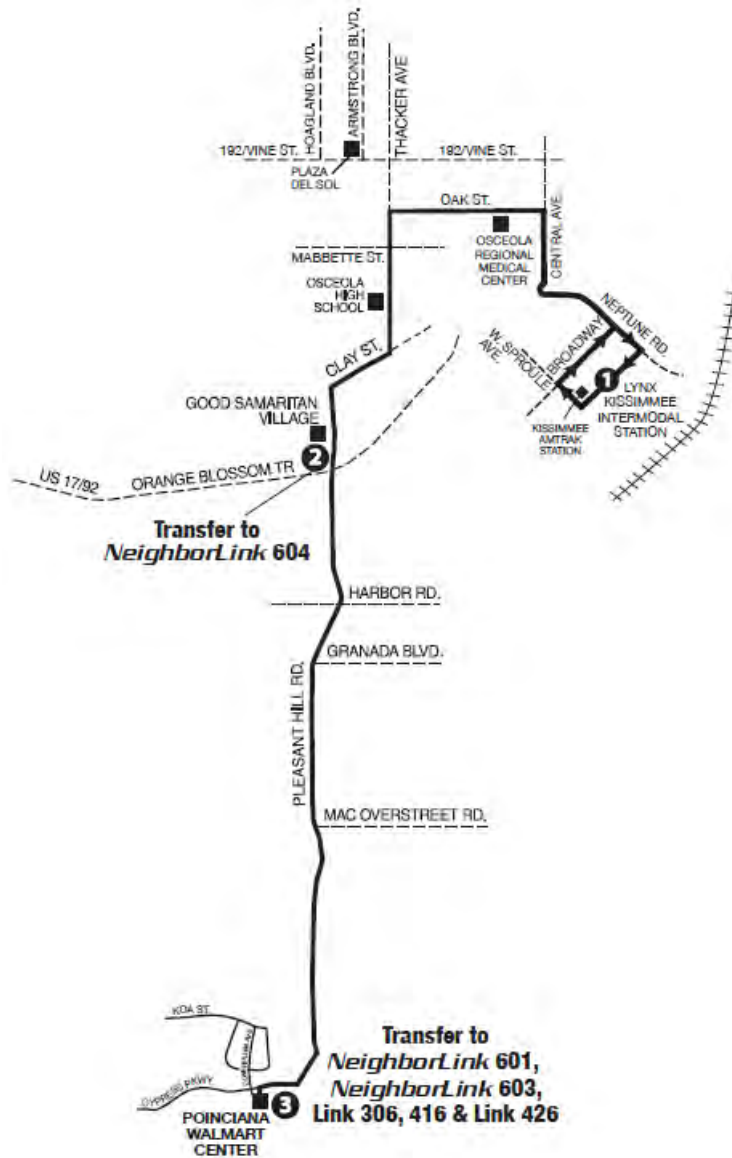 HOAGLAND BLVD.
ARMSTRONG BLVD.
THACKER AVE
192/VINE ST.
192/VINE ST.
PLAZA
DEL SOL
OAK ST.
CENTRAL AVE.
MABBETTE ST.
OSCEOLA
REGIONAL
MEDICAL
CENTER
OSCEOLA
HIGH
SCHOOL
NEPTUNE RD.
BROADWAY
W. SPROULE
AVE.
CLAY ST.
1
LYNX
KISSIMMEE
INTERMODAL
STATION
KISSIMMEE
AMTRAK
STATION
GOOD SAMARITAN
VILLAGE
2
US 17/92
ORANGE BLOSSOM TR
Transfer to
NeighborLink 604
HARBOR RD.
GRANADA BLVD.
PLEASANT HILL RD.
MAC OVERSTREET RD.
KOA ST.
CYPRESS PKWY
3
POINCIANA
WALMART
CENTER
Transfer to
NeighborLink 601,
NeighborLink 603,
Link 306, 416 & Link 426